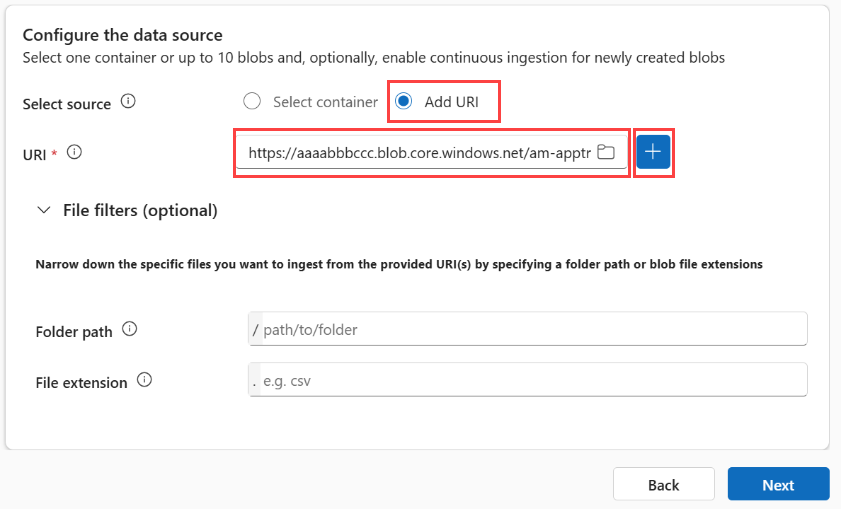 Configure the data source
Select one container or up to 10 blobs and, optionally, enable continuous ingestion for newly created blobs
Select source Select container Add URI
URI * https://aaaabbbccc.blob.core.windows.net/am-apptr +
File filters (optional)
Narrow down the specific files you want to ingest from the provided URI(s) by specifying a folder path or blob file extensions
Folder path / path/to/folder
File extension . e.g. csv
Back Next